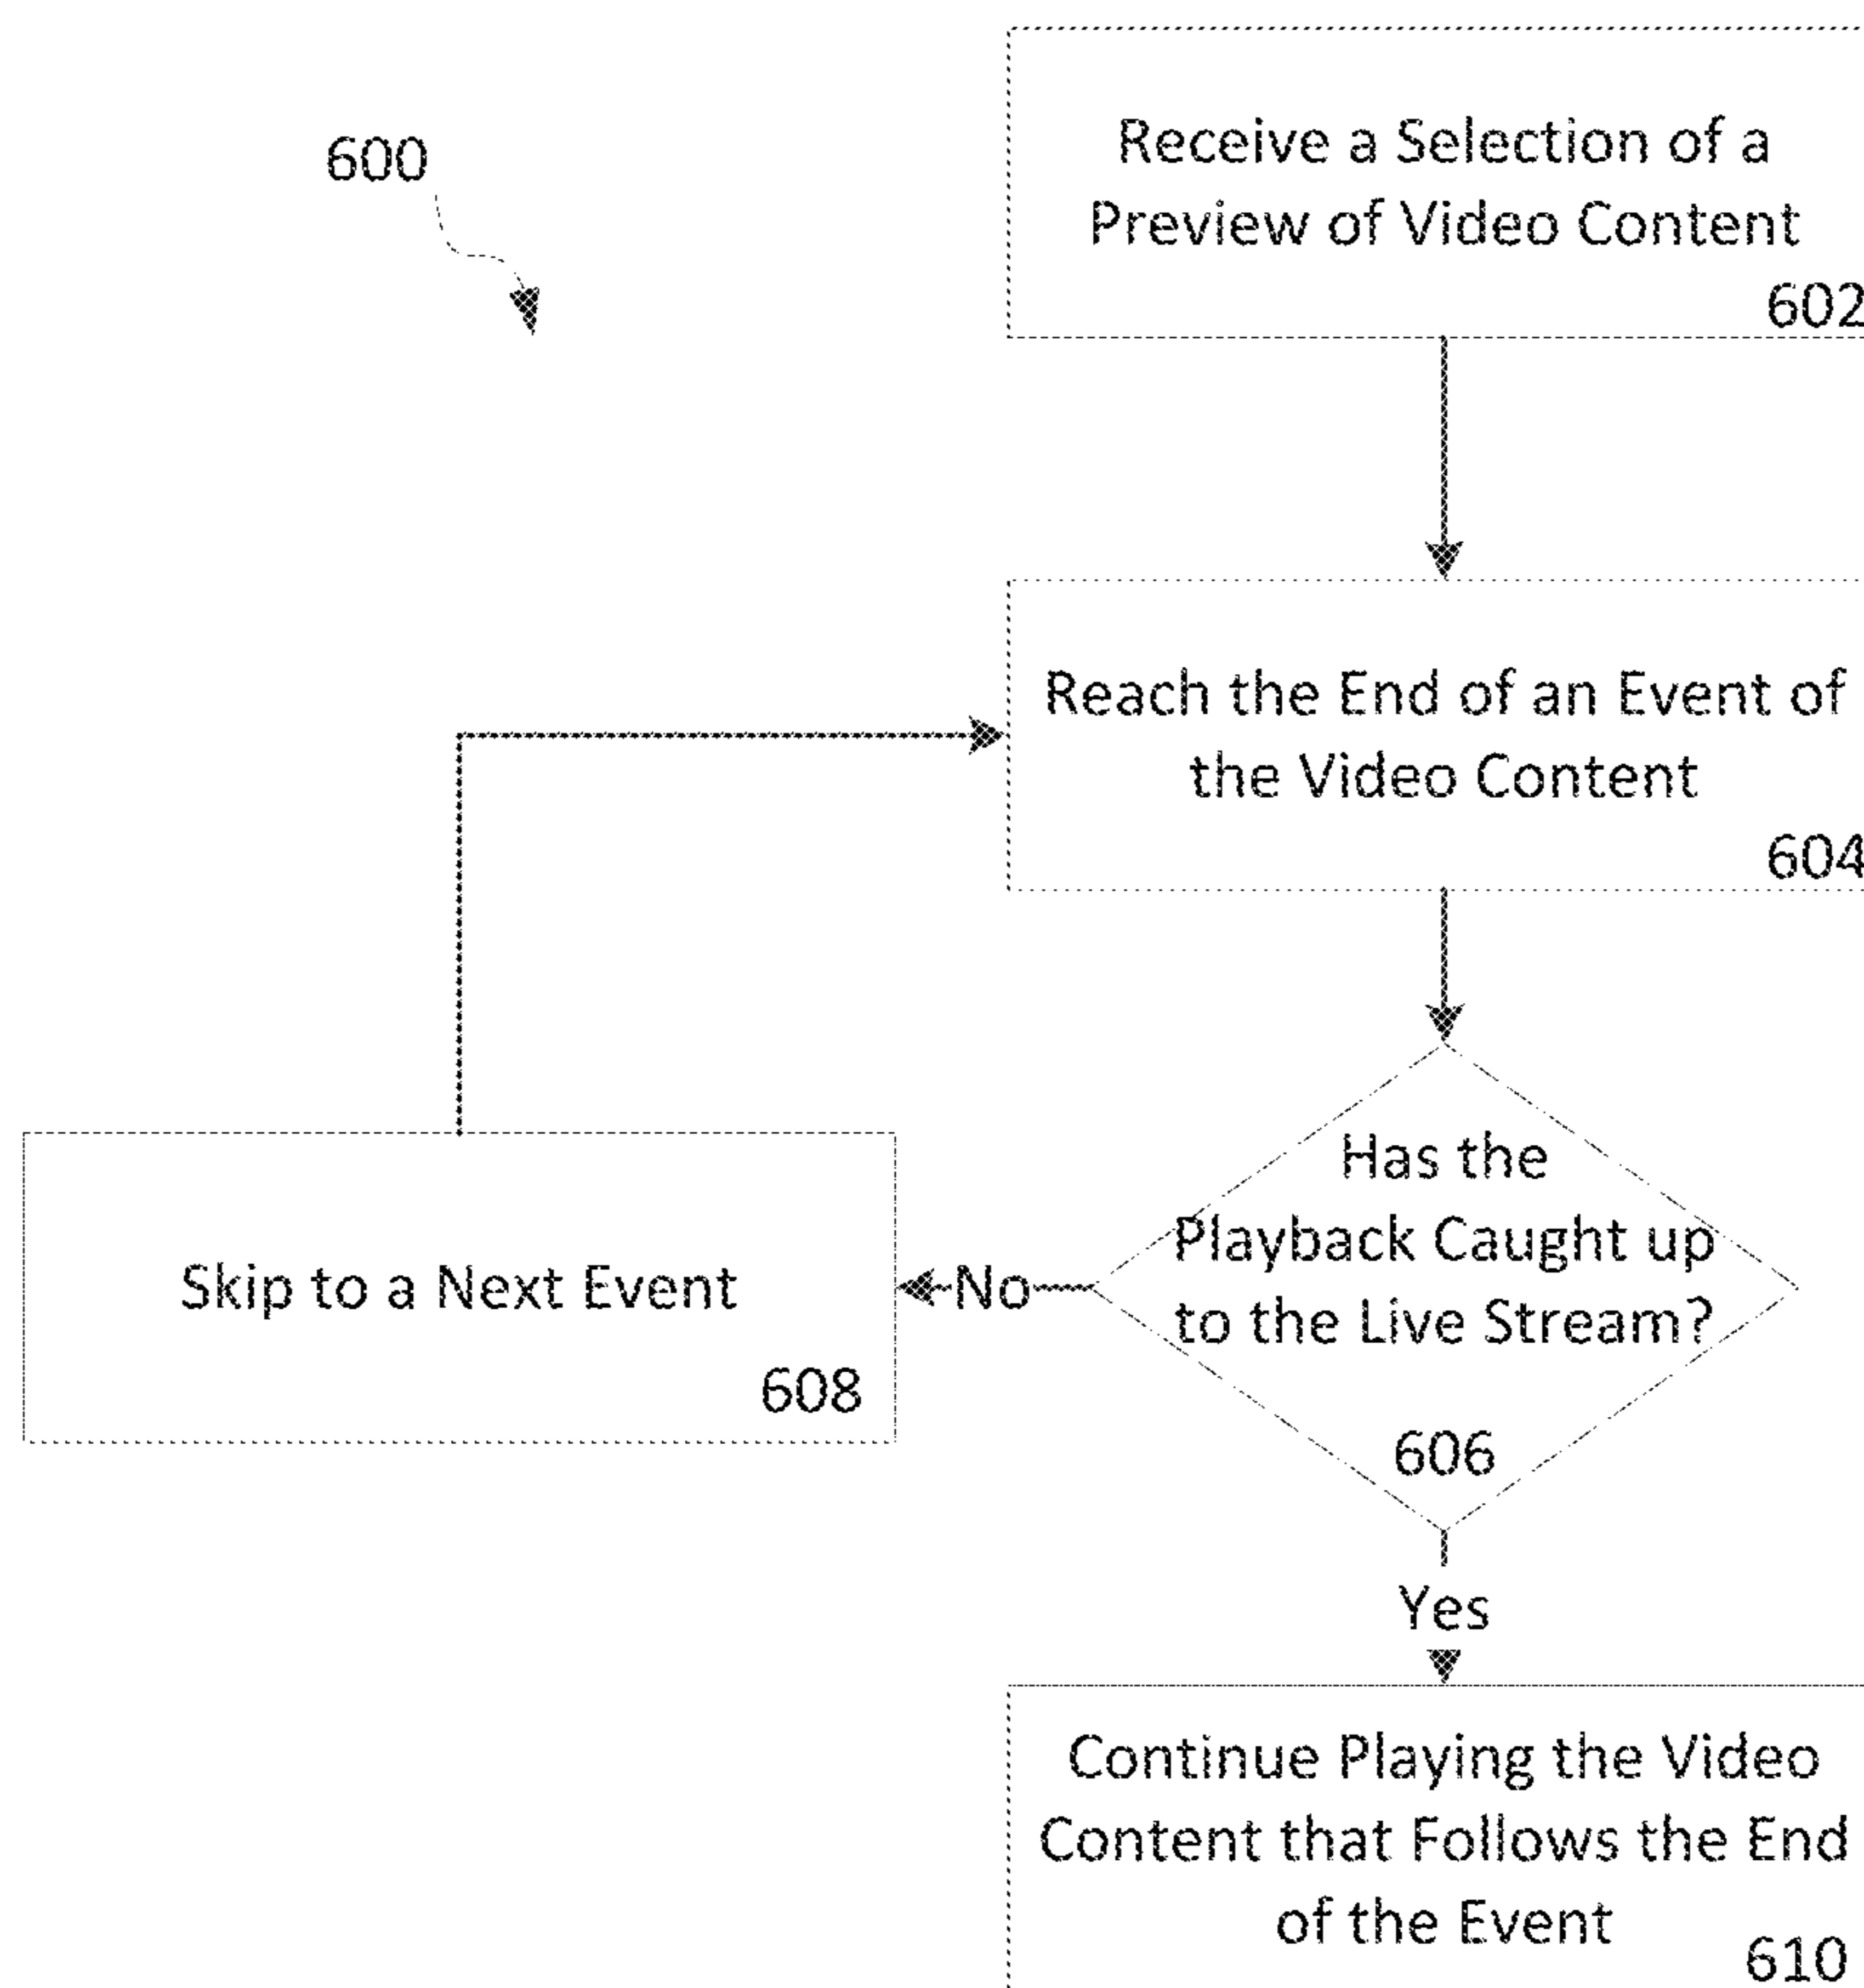 600
Receive a Selection of a
Preview of Video Content
602
Reach the End of an Event of
the Video Content
604
Has the
Playback Caught up
to the Live Stream?
606
No
Skip to a Next Event
608
Yes
Continue Playing the Video
Content that Follows the End
of the Event
610